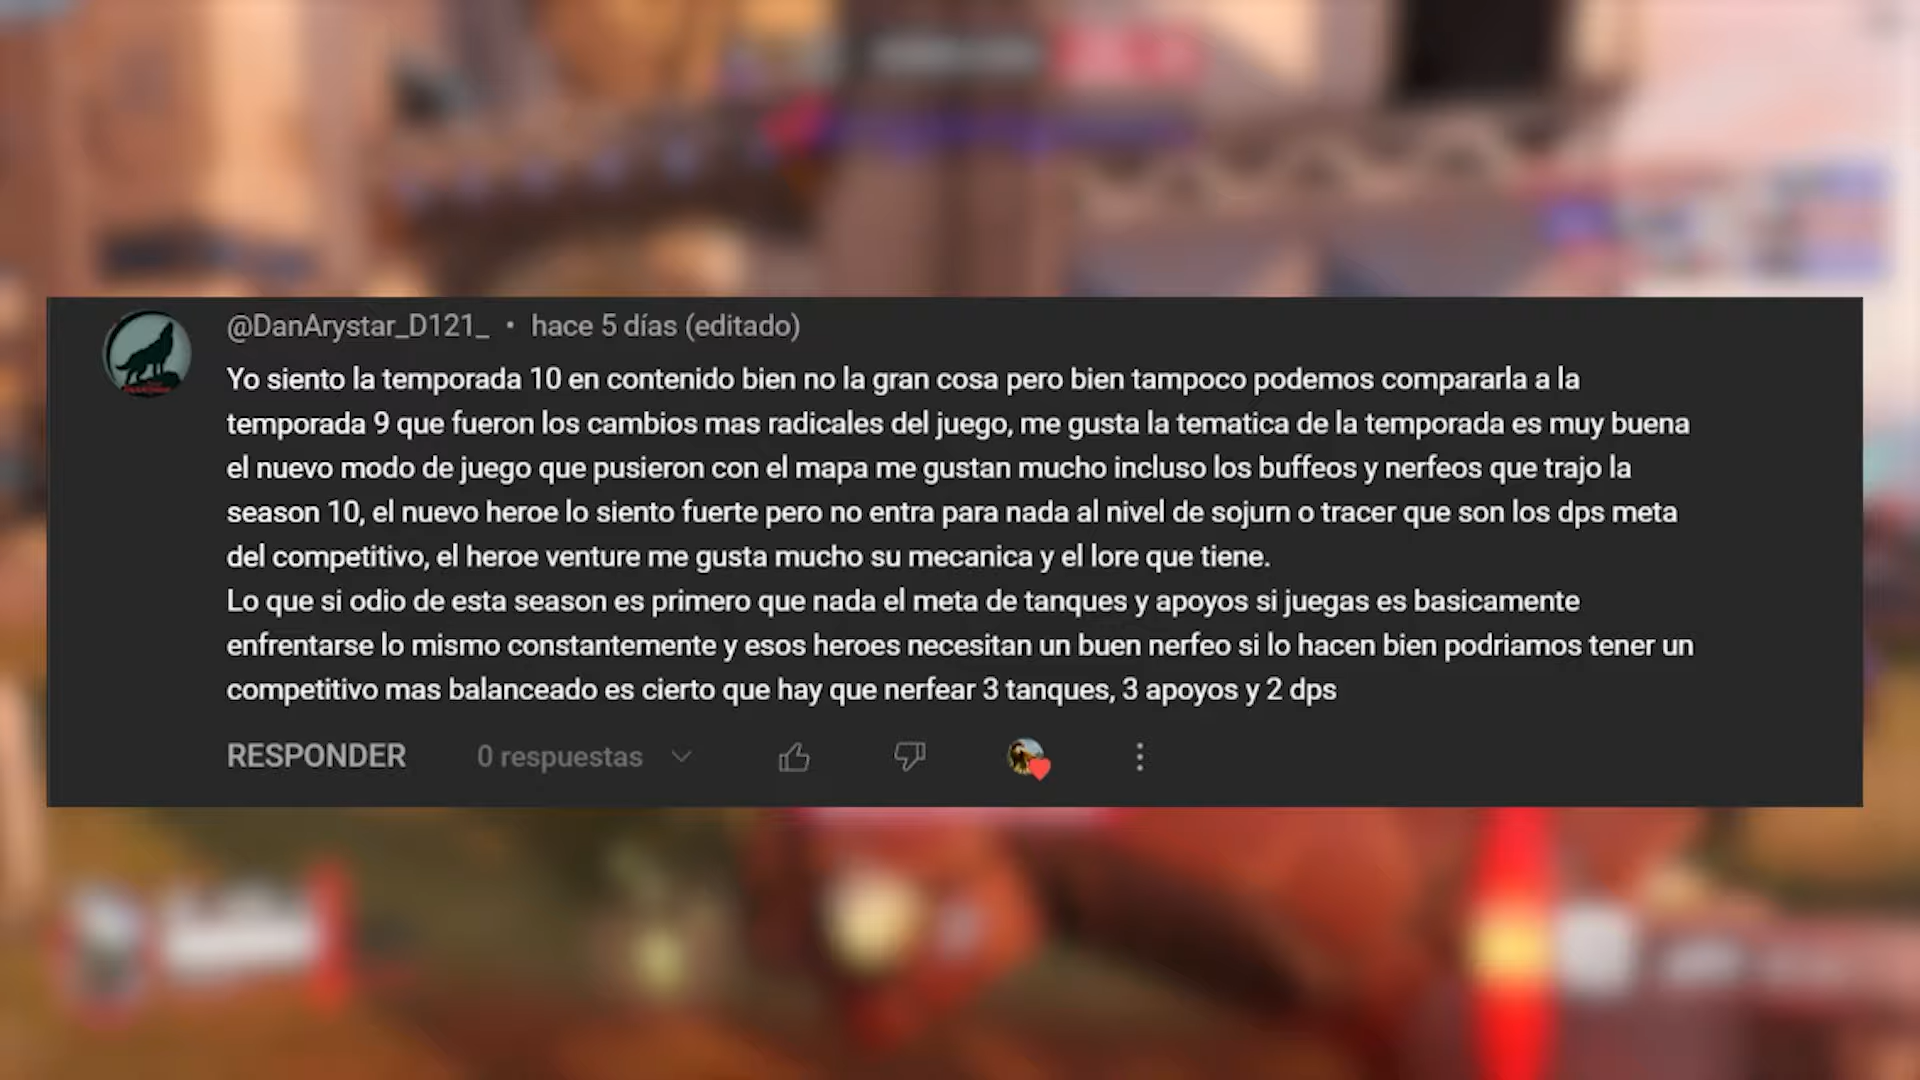 @DanArystar_D121_ • hace 5 días (editado)
Yo siento la temporada 10 en contenido bien no la gran cosa pero bien tampoco podemos compararla a la
temporada 9 que fueron los cambios mas radicales del juego, me gusta la tematica de la temporada es muy buena
el nuevo modo de juego que pusieron con el mapa me gustan mucho incluso los buffeos y nerfeos que trajo la
season 10, el nuevo heroe lo siento fuerte pero no entra para nada al nivel de sojurn o tracer que son los dps meta
del competitivo, el heroe venture me gusta mucho su mecanica y el lore que tiene.
Lo que si odio de esta season es primero que nada el meta de tanques y apoyos si juegas es basicamente
enfrentarse lo mismo constantemente y esos heroes necesitan un buen nerfeo si lo hacen bien podriamos tener un
competitivo mas balanceado es cierto que hay que nerfear 3 tanques, 3 apoyos y 2 dps
RESPONDER 0 respuestas